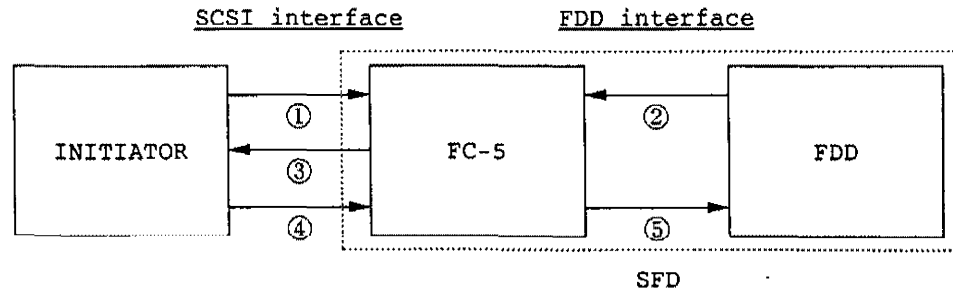 SCSI interface FDD interface
① ②
INITIATOR FC-5 FDD
③
④ ⑤
SFD